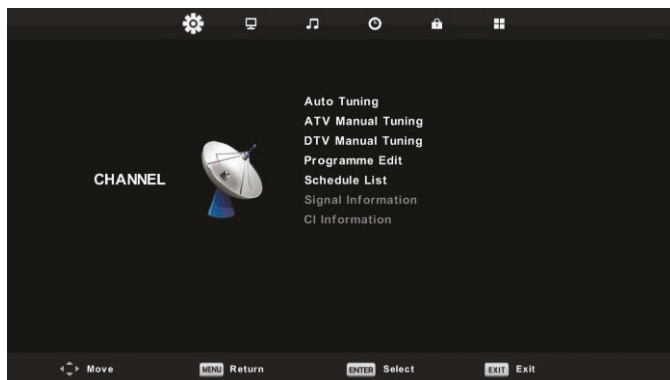 Auto Tuning
ATV Manual Tuning
DTV Manual Tuning
Programme Edit
CHANNEL
Schedule List
Signal Information
CI Information
Move
MENU Return
ENTER Select
EXIT Exit